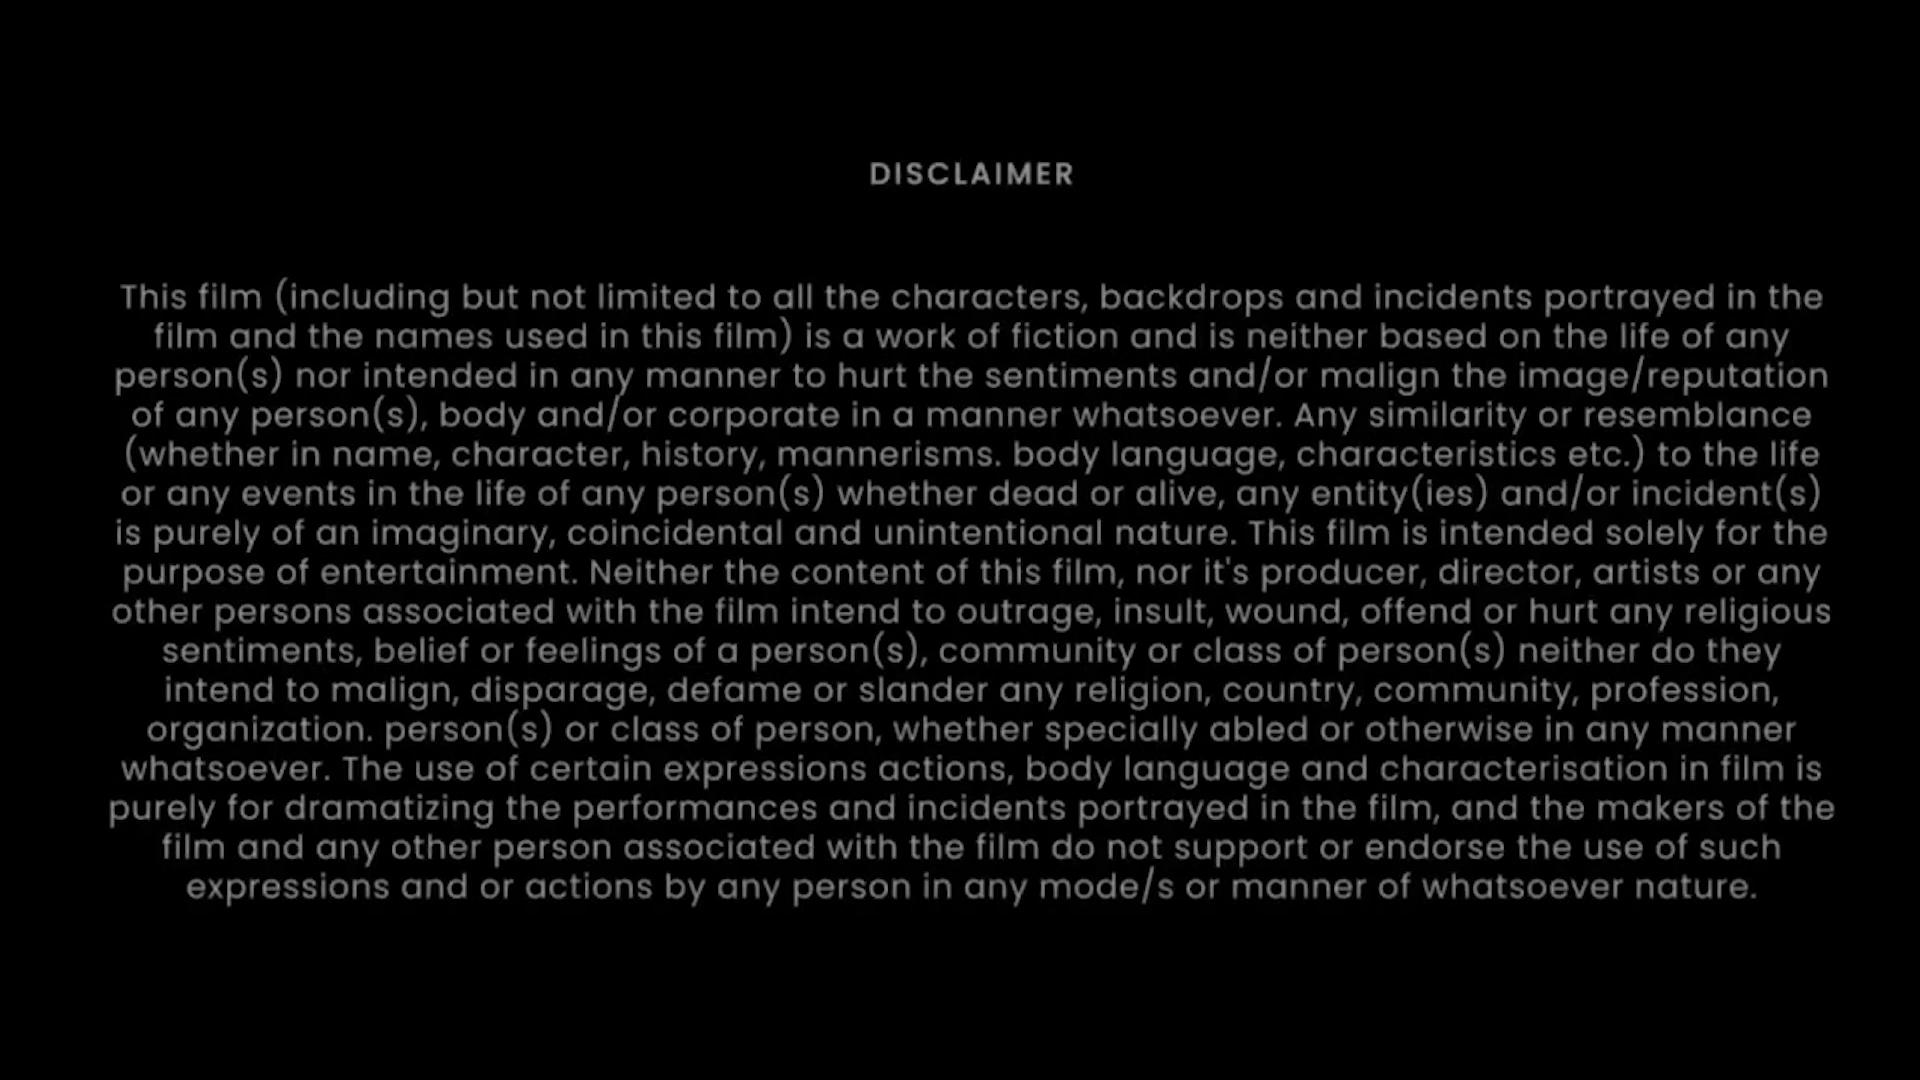 DISCLAIMER
This film (including but not limited to all the characters, backdrops and incidents portrayed in the
film and the names used in this film) is a work of fiction and is neither based on the life of any
person(s) nor intended in any manner to hurt the sentiments and/or malign the image/reputation
of any person(s), body and/or corporate in a manner whatsoever. Any similarity or resemblance
(whether in name, character, history, mannerisms. body language, characteristics etc.) to the life
or any events in the life of any person(s) whether dead or alive, any entity(ies) and/or incident(s)
is purely of an imaginary, coincidental and unintentional nature. This film is intended solely for the
purpose of entertainment. Neither the content of this film, nor it's producer, director, artists or any
other persons associated with the film intend to outrage, insult, wound, offend or hurt any religious
sentiments, belief or feelings of a person(s), community or class of person(s) neither do they
intend to malign, disparage, defame or slander any religion, country, community, profession,
organization. person(s) or class of person, whether specially abled or otherwise in any manner
whatsoever. The use of certain expressions actions, body language and characterisation in film is
purely for dramatizing the performances and incidents portrayed in the film, and the makers of the
film and any other person associated with the film do not support or endorse the use of such
expressions and or actions by any person in any mode/s or manner of whatsoever nature.